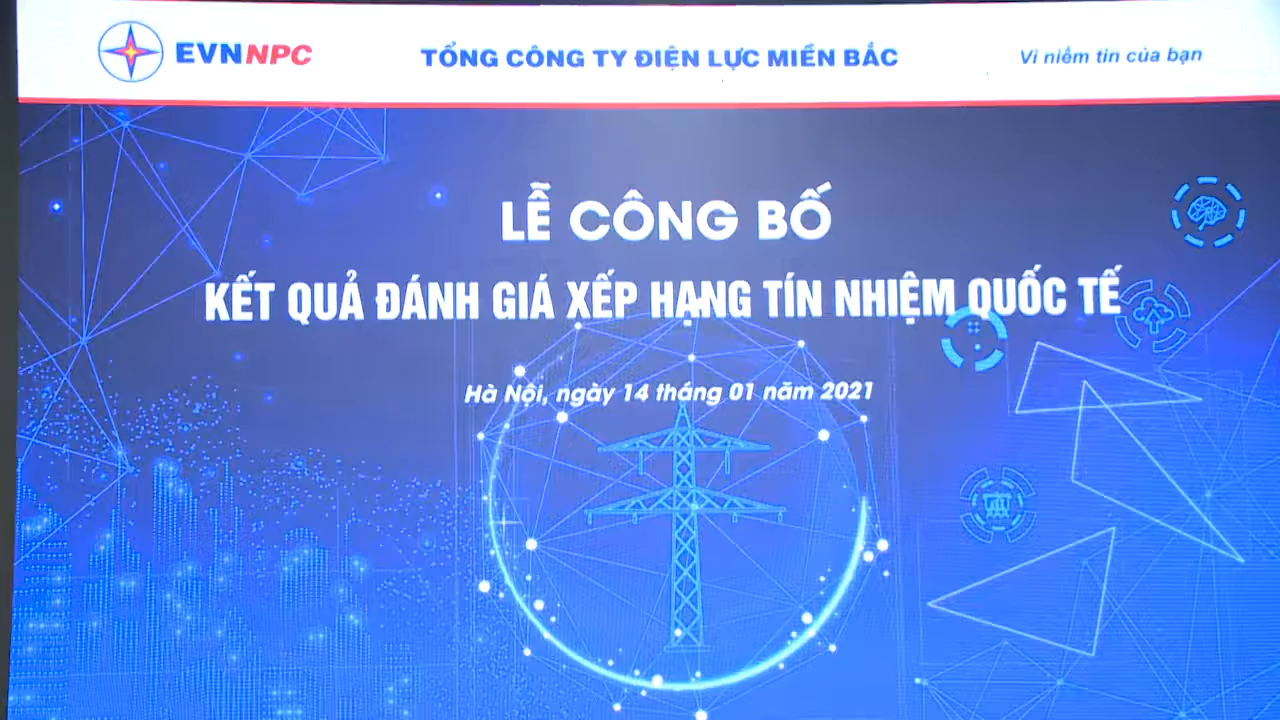 EVNNPC TỔNG CÔNG TY ĐIỆN LỰC MIỀN BẮC Vì niềm tin của bạn
LỄ CÔNG BỐ
KẾT QUẢ ĐÁNH GIÁ XẾP HẠNG TÍN NHIỆM QUỐC TẾ
Hà Nội, ngày 14 tháng 01 năm 2021